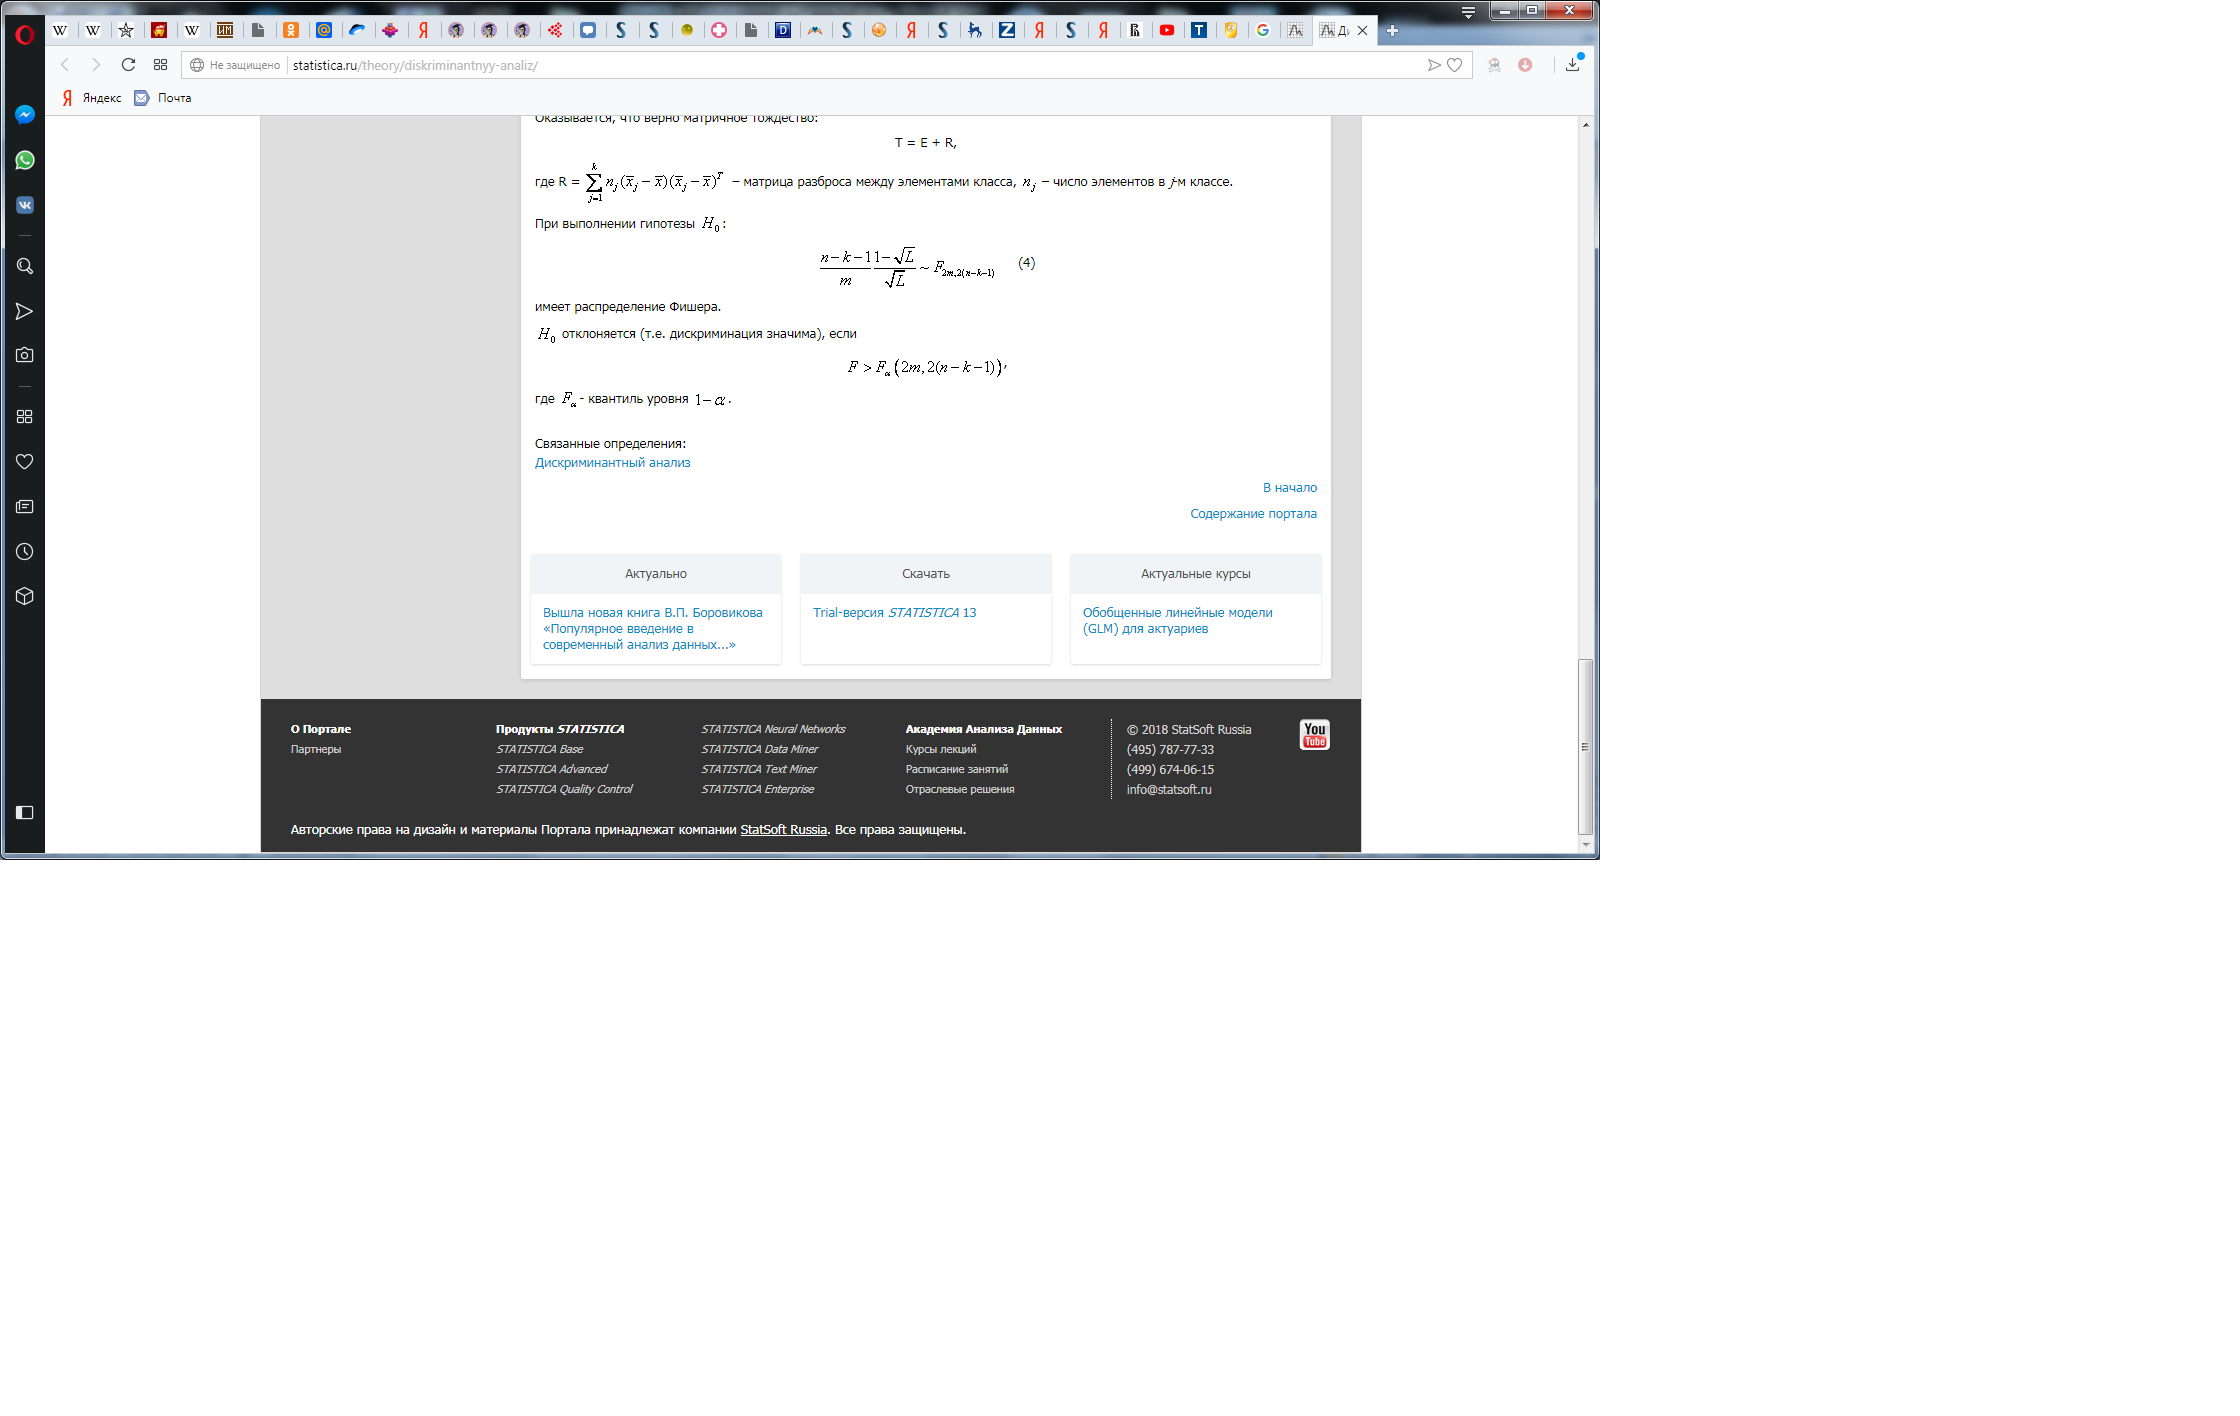 Ди
Не защищено statistica.ru/theory/diskriminantnyy-analiz/
Яндекс Почта
Оказывается, что верно матричное тождество:
T = E + R,
где R = \sum_{j=1}^{k} n_j(\bar{x}_j − \bar{x})(\bar{x}_j − \bar{x})^T – матрица разброса между элементами класса, n_j – число элементов в j-м классе.
При выполнении гипотезы H_0:
\frac{n−k−1}{m}\frac{1−\sqrt{L}}{\sqrt{L}} ~ F_{2m,2(n−k−1)} (4)
имеет распределение Фишера.
H_0 отклоняется (т.е. дискриминация значима), если
F > F_α(2m, 2(n−k−1)),
где F_α - квантиль уровня 1−α.
Связанные определения:
Дискриминантный анализ
В начало
Содержание портала
Актуально
Вышла новая книга В.П. Боровикова
«Популярное введение в
современный анализ данных...»
Скачать
Trial-версия STATISTICA 13
Актуальные курсы
Обобщенные линейные модели
(GLM) для актуариев
О Портале
Партнеры
Продукты STATISTICA
STATISTICA Base
STATISTICA Advanced
STATISTICA Quality Control
STATISTICA Neural Networks
STATISTICA Data Miner
STATISTICA Text Miner
STATISTICA Enterprise
Академия Анализа Данных
Курсы лекций
Расписание занятий
Отраслевые решения
© 2018 StatSoft Russia
(495) 787-77-33
(499) 674-06-15
info@statsoft.ru
You
Tube
Авторские права на дизайн и материалы Портала принадлежат компании StatSoft Russia. Все права защищены.